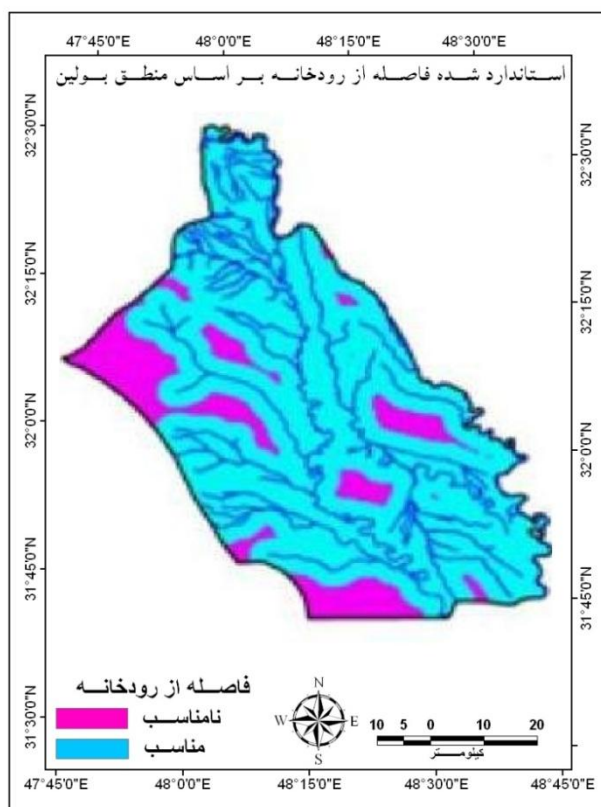 47°45'0"E 48°0'0"E 48°15'0"E 48°30'0"E
استاندارد شده فاصله از رودخانه بر اساس منطق بولین
32°30'0"N
32°15'0"N
32°0'0"N
31°45'0"N
31°30'0"N
32°30'0"N
32°15'0"N
32°0'0"N
31°45'0"N
فاصله از رودخانه
نامناسب
مناسب
N
W E
S
10 5 0 10 20
کیلومتر
47°45'0"E 48°0'0"E 48°15'0"E 48°30'0"E 48°45'0"E